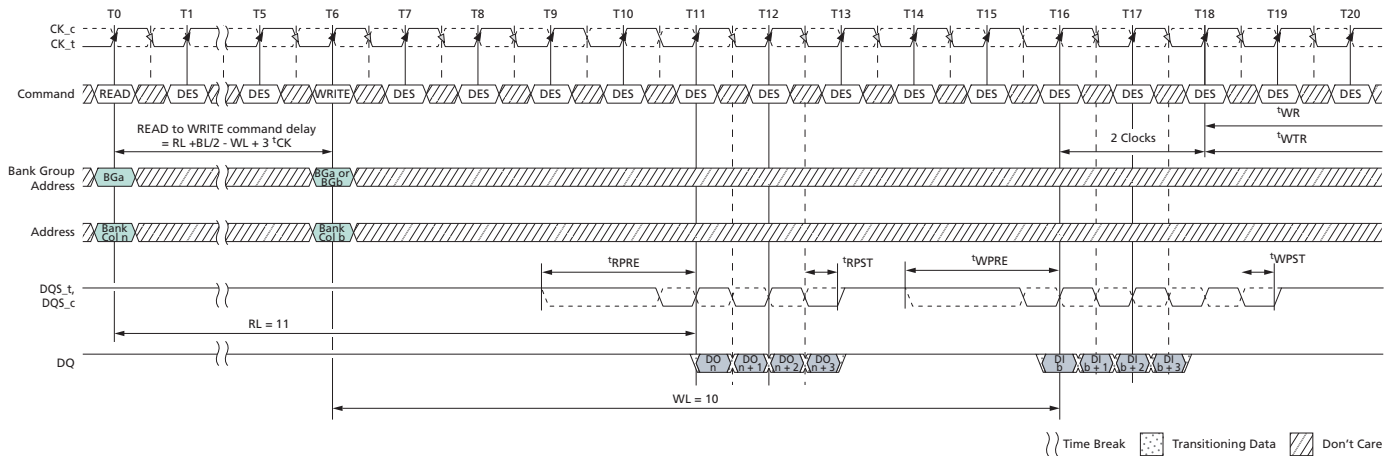 T0 T1 T5 T6 T7 T8 T9 T10 T11 T12 T13 T14 T15 T16 T17 T18 T19 T20
CK_c
CK_t
Command READ DES DES WRITE DES DES DES DES DES DES DES DES DES DES DES DES DES DES
tWR
READ to WRITE command delay
= RL +BL/2 - WL + 3 tCK
2 Clocks
tWTR
Bank Group
Address
BGa
BGa or
BGb
Address
Bank
Col n
Bank
Col b
tRPRE tRPST tWPRE tWPST
DQS_t,
DQS_c
RL = 11
DQ
DO
n
DO
n + 1
DO
n + 2
DO
n + 3
DI
b
DI
b + 1
DI
b + 2
DI
b + 3
WL = 10
Time Break Transitioning Data Don't Care